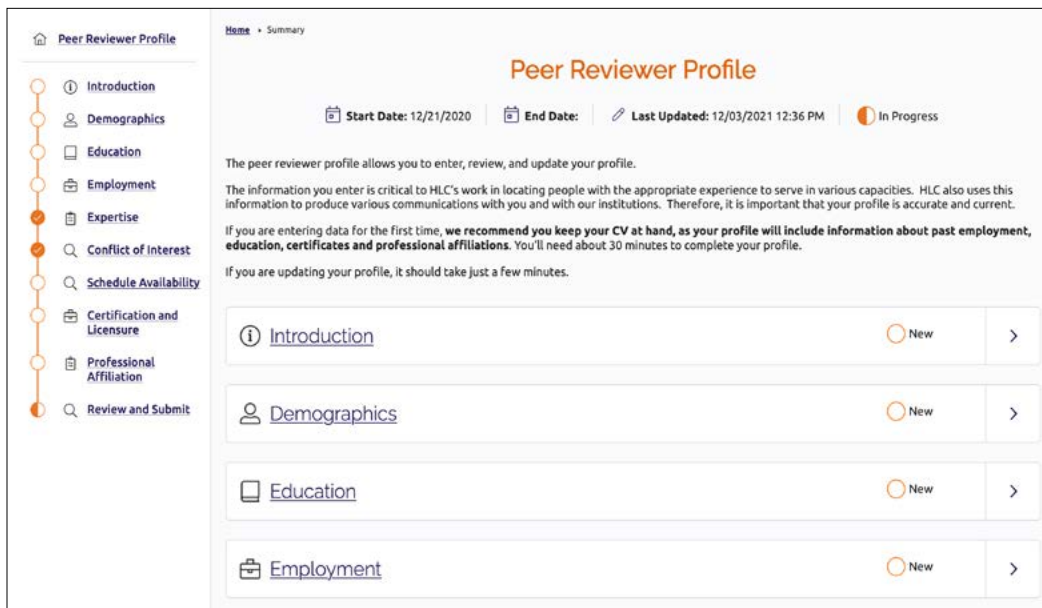 Peer Reviewer Profile
Introduction
Demographics
Education
Employment
Expertise
Conflict of Interest
Schedule Availability
Certification and
Licensure
Professional
Affiliation
Review and Submit
Home › Summary
Peer Reviewer Profile
Start Date: 12/21/2020 End Date: Last Updated: 12/03/2021 12:36 PM In Progress
The peer reviewer profile allows you to enter, review, and update your profile.
The information you enter is critical to HLC's work in locating people with the appropriate experience to serve in various capacities. HLC also uses this
information to produce various communications with you and with our institutions. Therefore, it is important that your profile is accurate and current.
If you are entering data for the first time, we recommend you keep your CV at hand, as your profile will include information about past employment,
education, certificates and professional affiliations. You'll need about 30 minutes to complete your profile.
If you are updating your profile, it should take just a few minutes.
Introduction New
Demographics New
Education New
Employment New